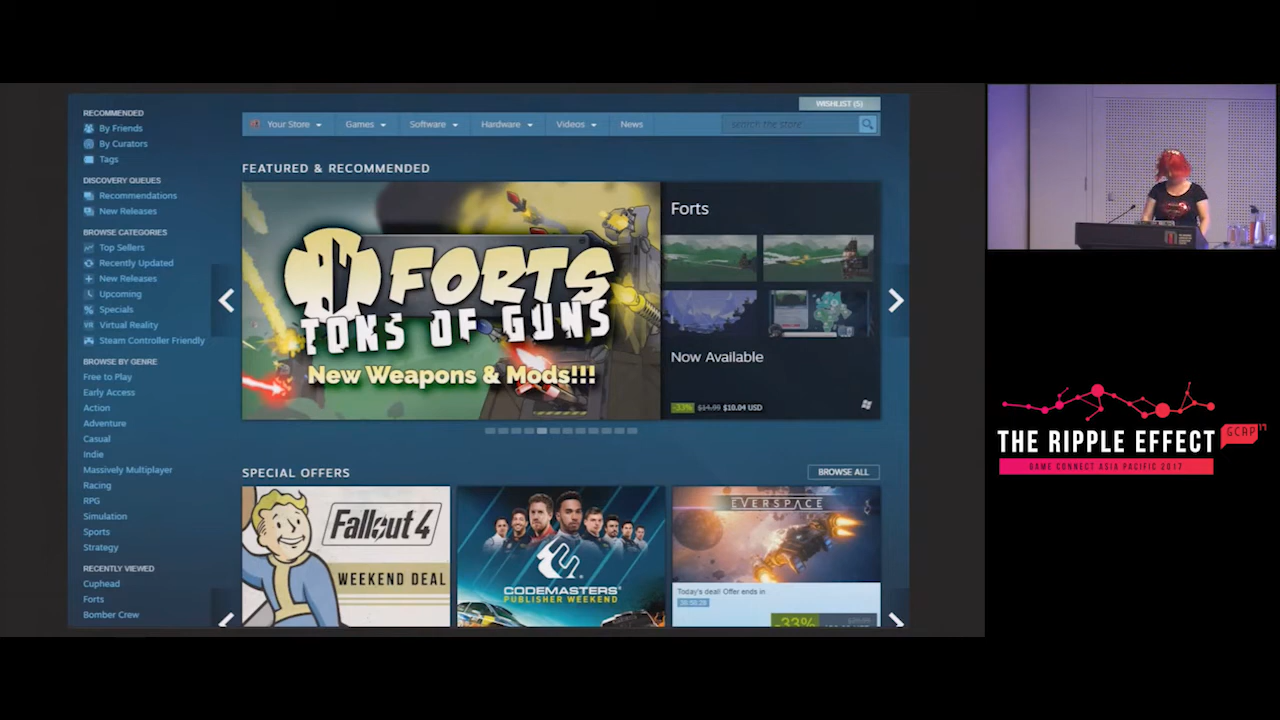 WISHLIST (5)
RECOMMENDED
By Friends
By Curators
Tags
DISCOVERY QUEUES
Recommendations
New Releases
BROWSE CATEGORIES
Top Sellers
Recently Updated
New Releases
Upcoming
Specials
VR Virtual Reality
Steam Controller Friendly
BROWSE BY GENRE
Free to Play
Early Access
Action
Adventure
Casual
Indie
Massively Multiplayer
Racing
RPG
Simulation
Sports
Strategy
RECENTLY VIEWED
Cuphead
Forts
Bomber Crew
Your Store Games Software Hardware Videos News search the store
FEATURED & RECOMMENDED
FORTS
TONS OF GUNS
New Weapons & Mods!!!
Forts
Now Available
-33% $14.99 $10.04 USD
SPECIAL OFFERS
BROWSE ALL
Fallout 4
WEEKEND DEAL
CODEMASTERS
PUBLISHER WEEKEND
EVERSPACE
Today's deal! Offer ends in
-33%
THE RIPPLE EFFECT
GCAP 17
GAME CONNECT ASIA PACIFIC 2017